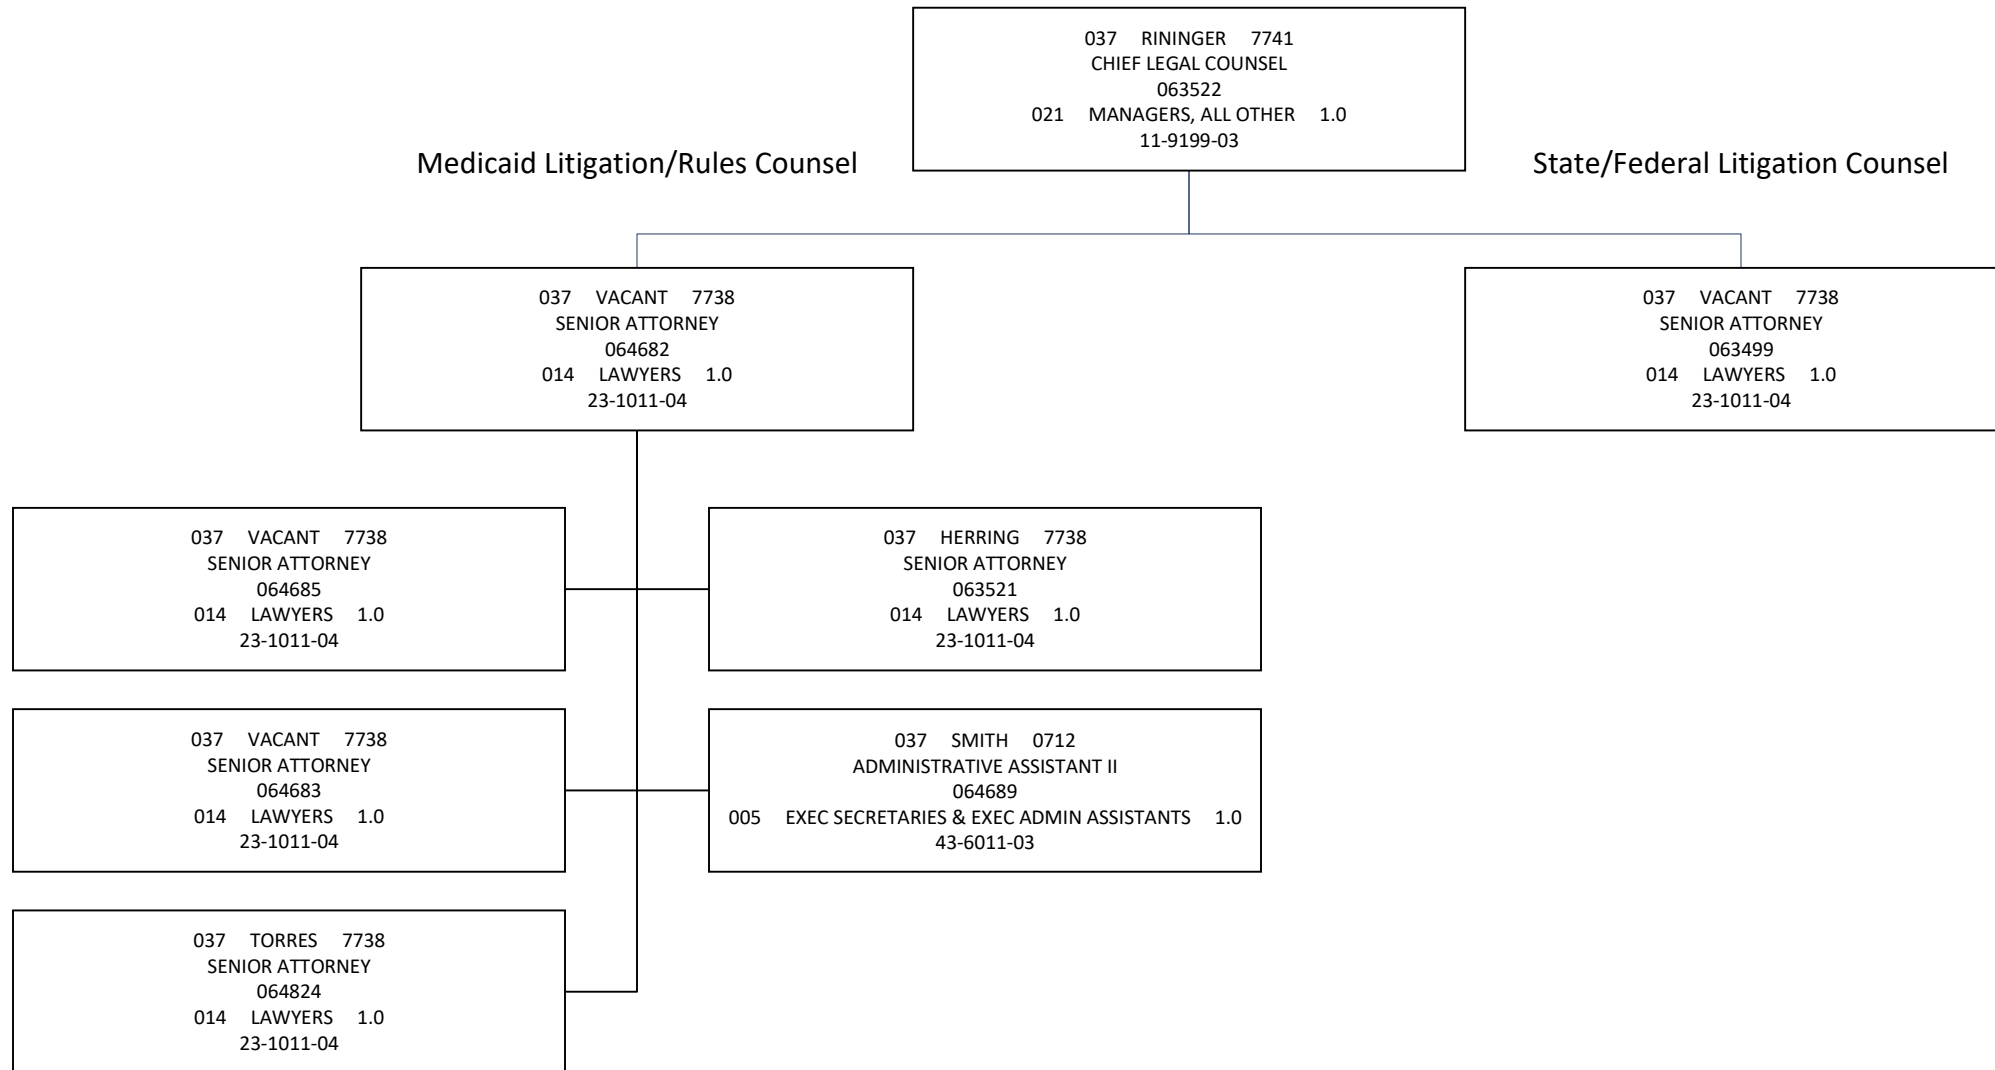 037 RININGER 7741
CHIEF LEGAL COUNSEL
063522
021 MANAGERS, ALL OTHER 1.0
11-9199-03
Medicaid Litigation/Rules Counsel
State/Federal Litigation Counsel
037 VACANT 7738
SENIOR ATTORNEY
064682
014 LAWYERS 1.0
23-1011-04
037 VACANT 7738
SENIOR ATTORNEY
063499
014 LAWYERS 1.0
23-1011-04
037 VACANT 7738
SENIOR ATTORNEY
064685
014 LAWYERS 1.0
23-1011-04
037 HERRING 7738
SENIOR ATTORNEY
063521
014 LAWYERS 1.0
23-1011-04
037 VACANT 7738
SENIOR ATTORNEY
064683
014 LAWYERS 1.0
23-1011-04
037 SMITH 0712
ADMINISTRATIVE ASSISTANT II
064689
005 EXEC SECRETARIES & EXEC ADMIN ASSISTANTS 1.0
43-6011-03
037 TORRES 7738
SENIOR ATTORNEY
064824
014 LAWYERS 1.0
23-1011-04